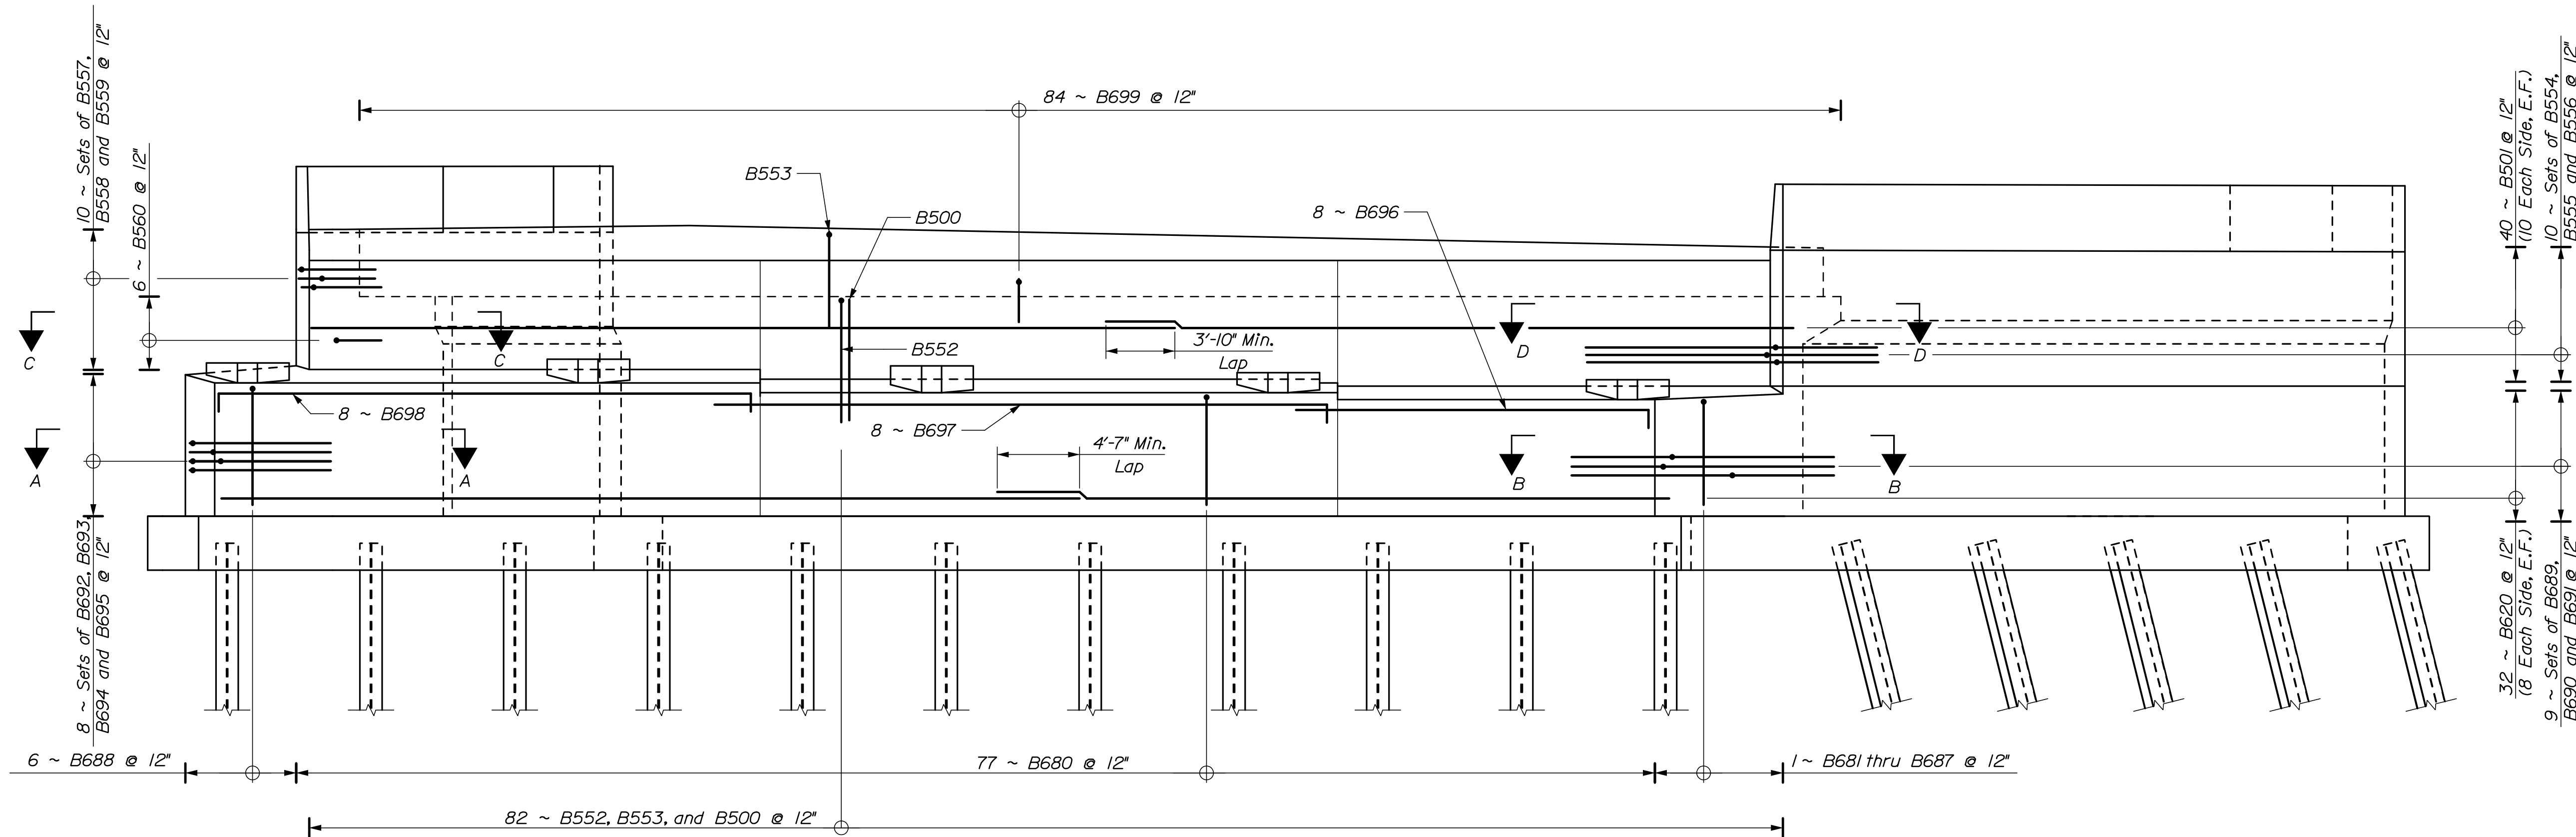 10 ~ Sets of B557,
B558 and B559 @ 12"
6 ~ B560 @ 12"
84 ~ B699 @ 12"
B553
B500
8 ~ B696
40 ~ B501 @ 12"
(10 Each Side, E.F.)
10 ~ Sets of B554,
B555 and B556 @ 12"
C
C
B552
3'-10" Min.
Lap
D
D
8 ~ B698
8 ~ B697
4'-7" Min.
Lap
A
A
B
B
8 ~ Sets of B692, B693,
B694 and B695 @ 12"
32 ~ B620 @ 12"
(8 Each Side, E.F.)
9 ~ Sets of B689,
B690 and B691 @ 12"
6 ~ B688 @ 12"
77 ~ B680 @ 12"
1 ~ B681 thru B687 @ 12"
82 ~ B552, B553, and B500 @ 12"